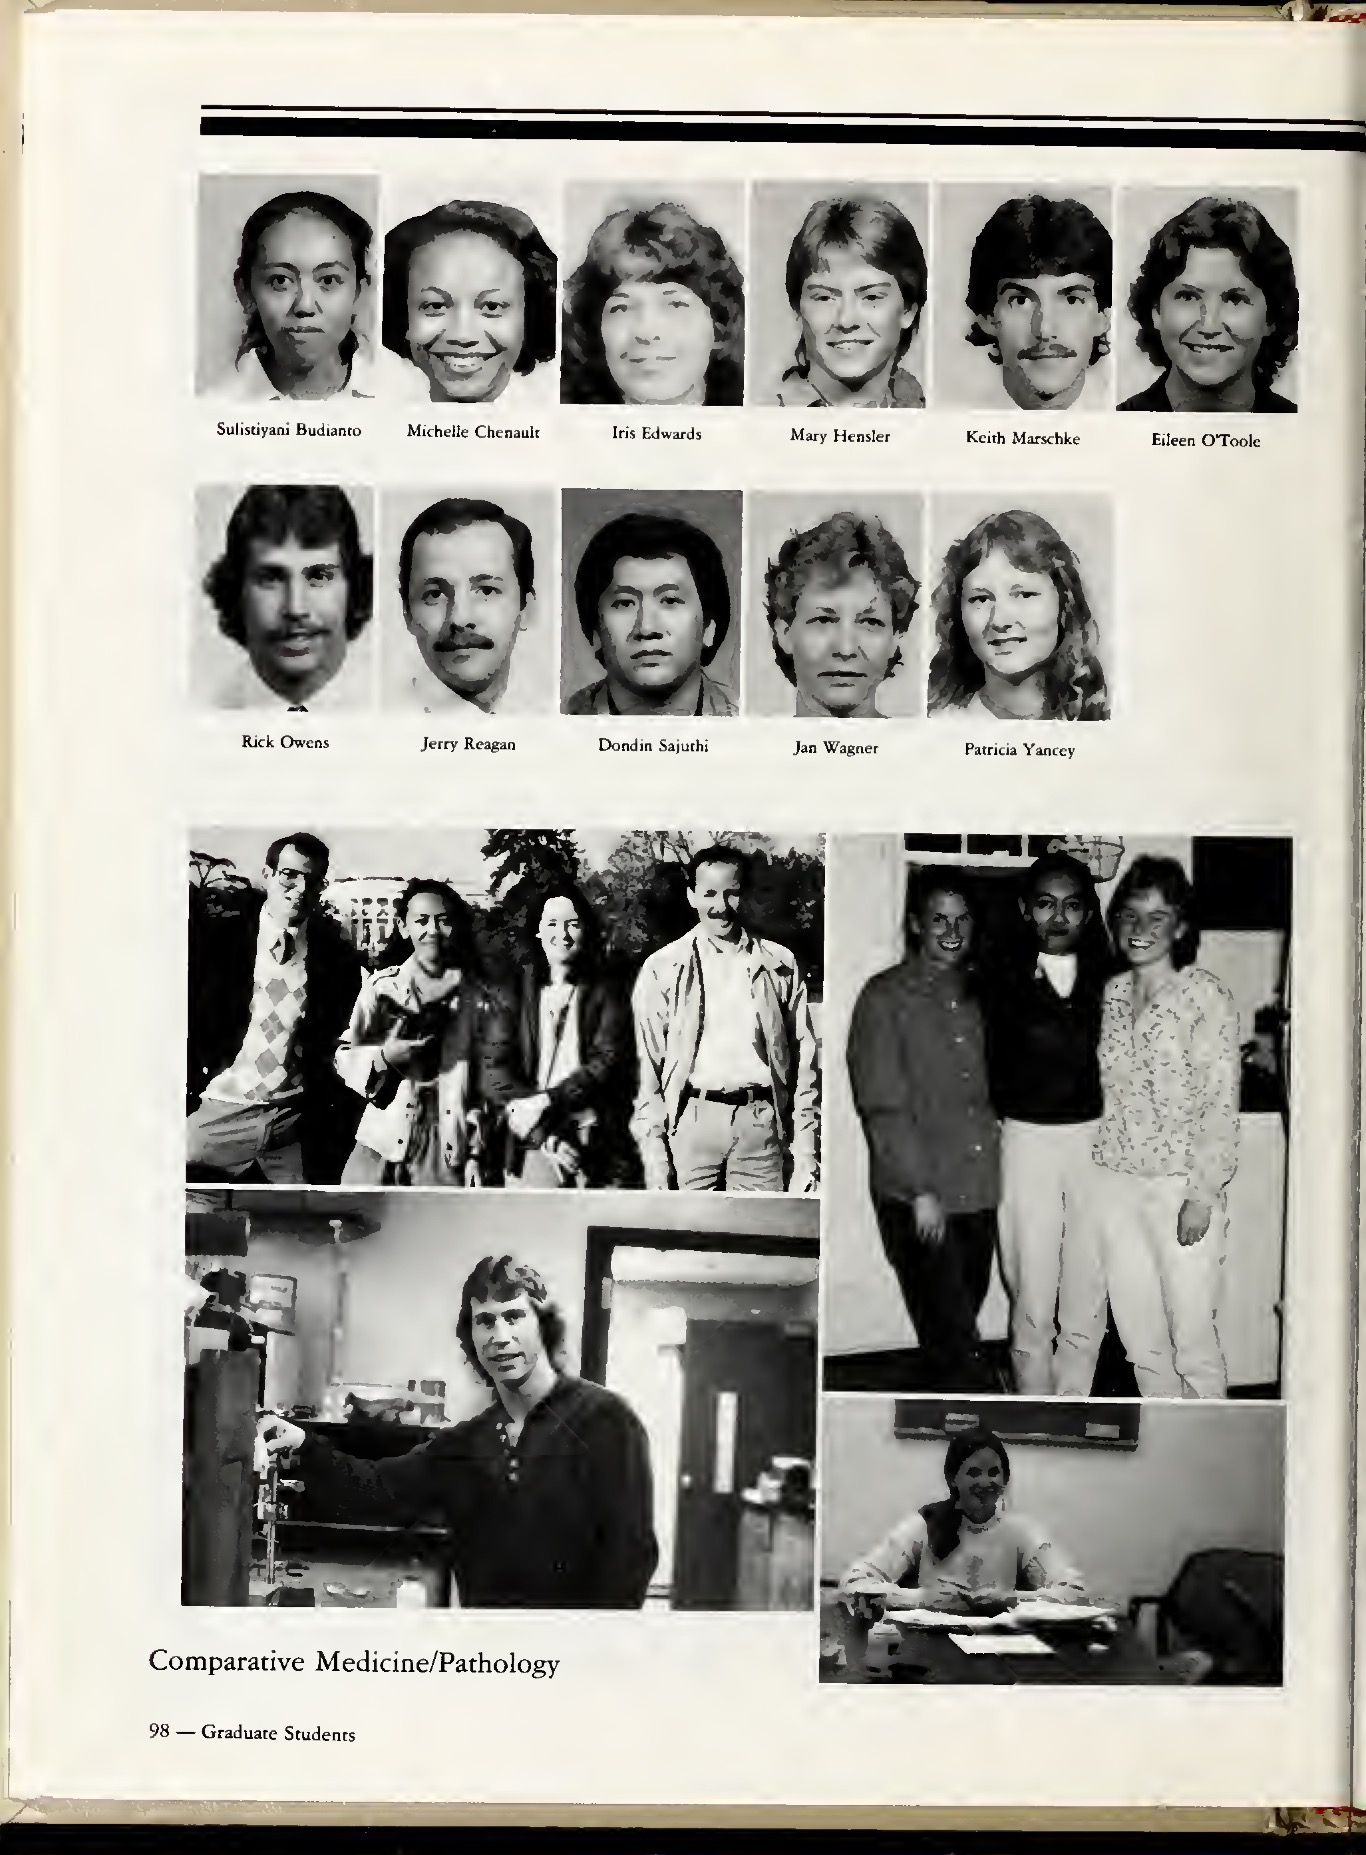 Sulistiyani Budianto
Michelle Chenault
Iris Edwards
Mary Hensler
Keith Marschke
Eileen O'Toole
Rick Owens
Jerry Reagan
Dondin Sajuthi
Jan Wagner
Patricia Yancey
Comparative Medicine/Pathology
98 — Graduate Students